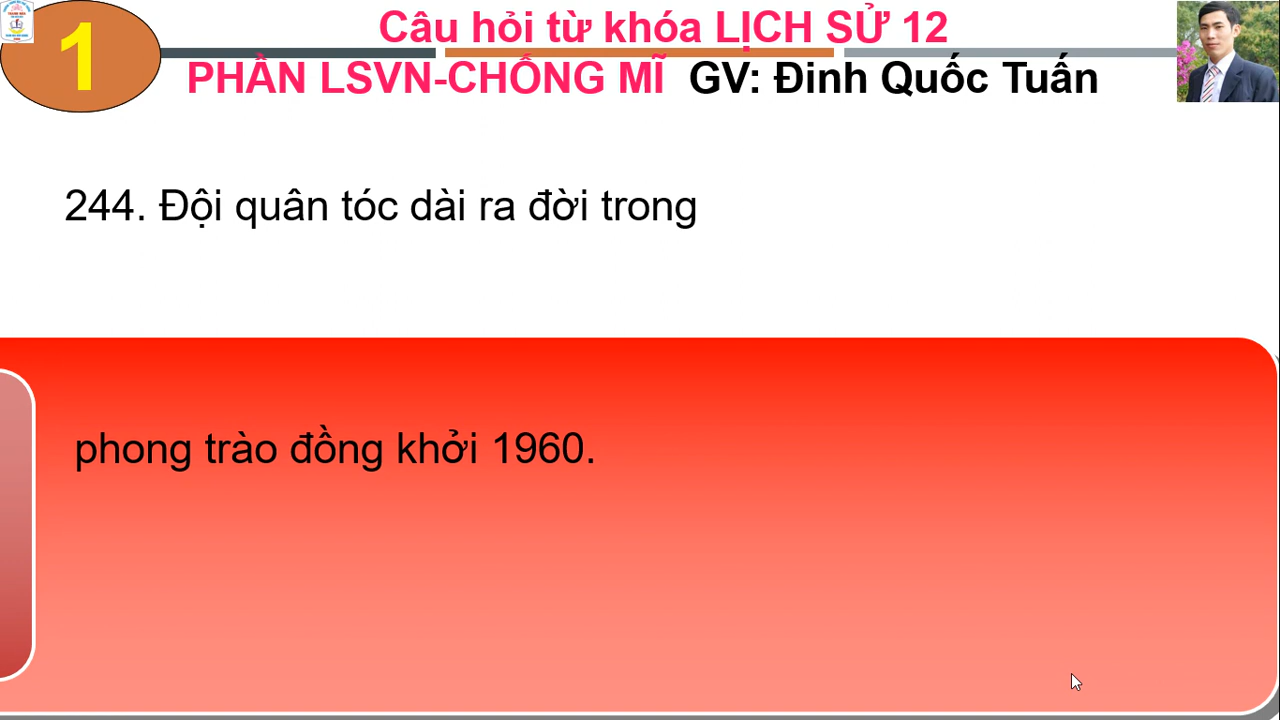 1
Câu hỏi từ khóa LỊCH SỬ 12
PHẦN LSVN-CHỐNG MĨ GV: Đinh Quốc Tuấn
244. Đội quân tóc dài ra đời trong
phong trào đồng khởi 1960.